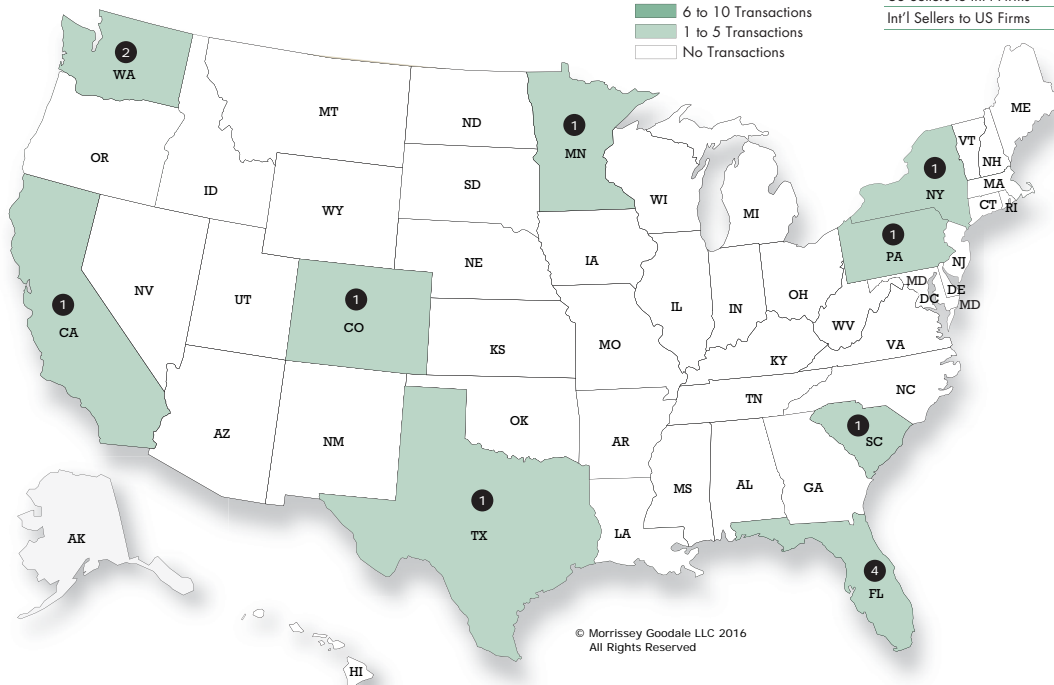 6 to 10 Transactions
1 to 5 Transactions
No Transactions
Int'l Sellers to US Firms
2
WA
MT
ND
1
MN
ME
VT
NH
OR
ID
SD
WI
MI
1
NY
MA
CT
RI
WY
1
PA
NJ
NE
IA
MD
DE
DC
MD
1
CA
NV
UT
1
CO
IL
IN
OH
WV
VA
KS
MO
KY
NC
TN
AZ
NM
OK
AR
1
SC
MS
AL
GA
1
TX
LA
AK
4
FL
© Morrissey Goodale LLC 2016
All Rights Reserved
HI